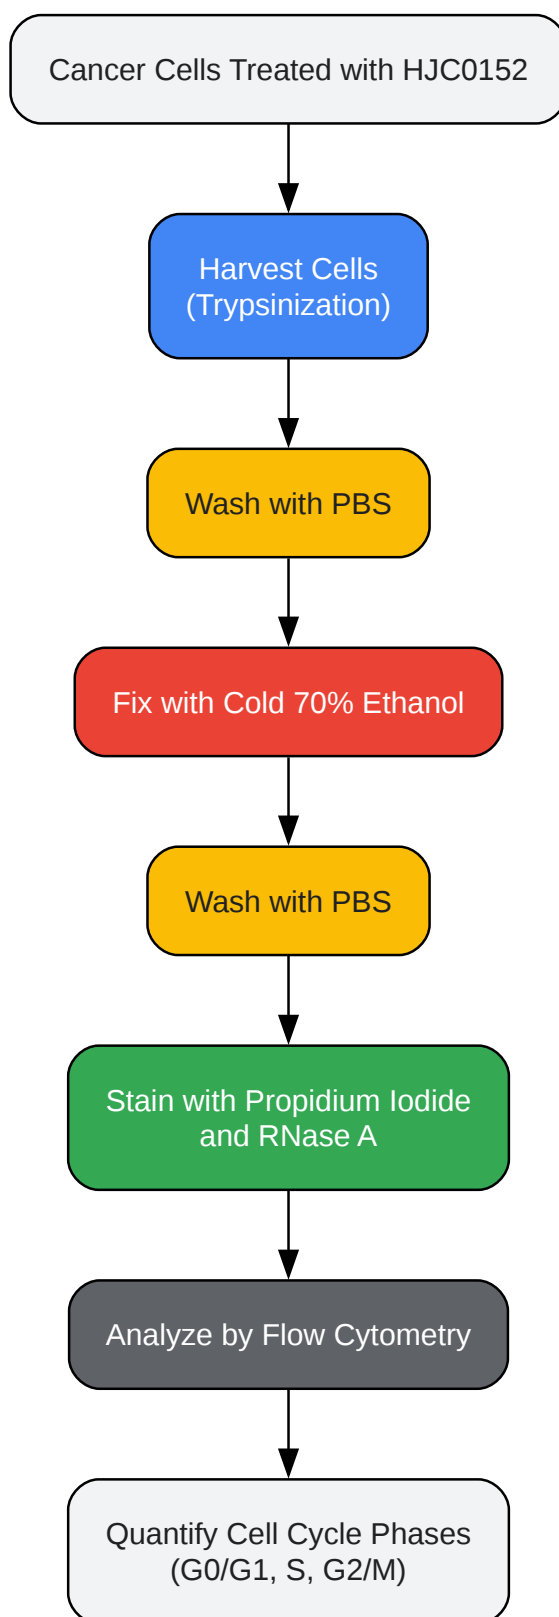 Cancer Cells Treated with HJC0152
Harvest Cells
(Trypsinization)
Wash with PBS
Fix with Cold 70% Ethanol
Wash with PBS
Stain with Propidium Iodide
and RNase A
Analyze by Flow Cytometry
Quantify Cell Cycle Phases
(G0/G1, S, G2/M)